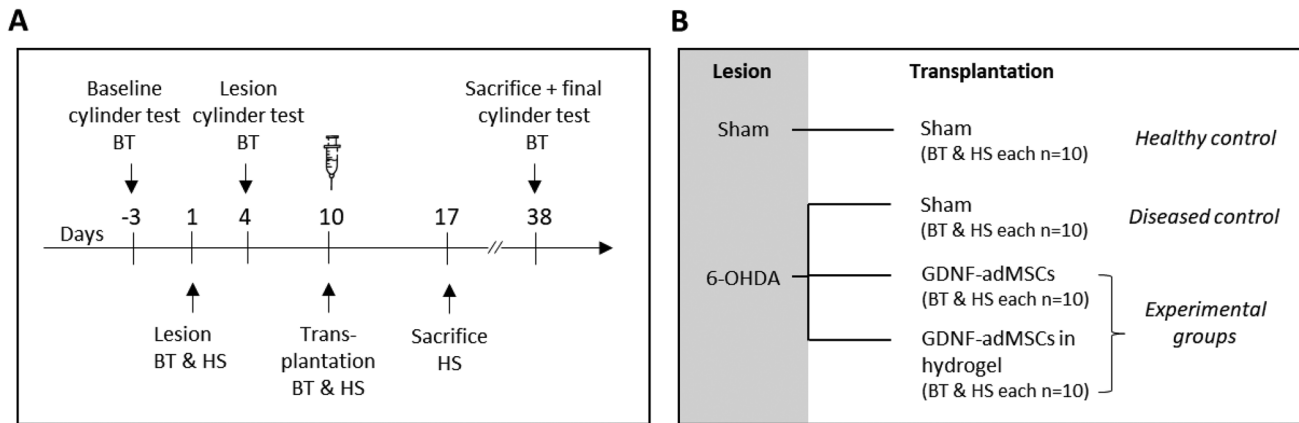 A
Baseline
cylinder test
BT
Lesion
cylinder test
BT
Sacrifice + final
cylinder test
BT
Days
-3
1
4
10
17
38
Lesion
BT & HS
Trans-
plantation
BT & HS
Sacrifice
HS
B
Lesion
Transplantation
Sham
Sham
(BT & HS each n=10)
Healthy control
6-OHDA
Sham
(BT & HS each n=10)
Diseased control
GDNF-adMSCs
(BT & HS each n=10)
GDNF-adMSCs in
hydrogel
(BT & HS each n=10)
Experimental
groups